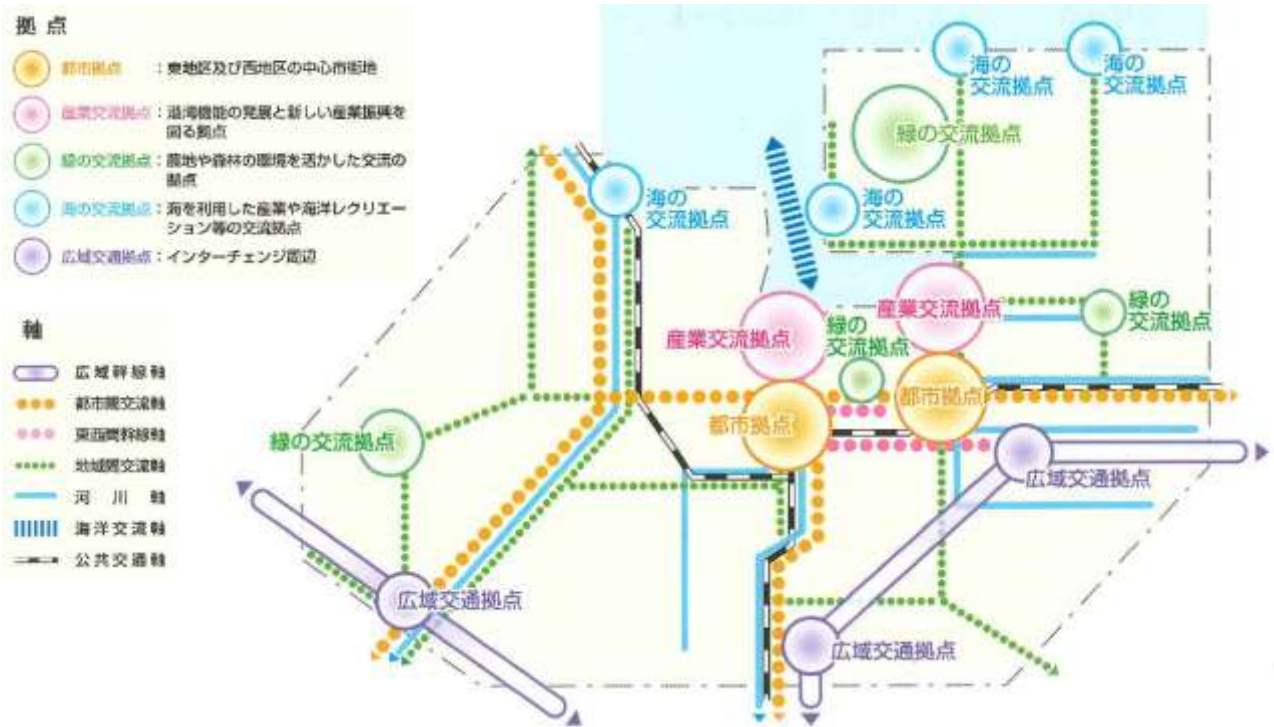 拠点
都市拠点 ：東地区及び西地区の中心市街地
産業交流拠点：港湾機能の発展と新しい産業振興を
図る拠点
緑の交流拠点：農地や森林の環境を活かした交流の
拠点
海の交流拠点：海を利用した産業や海洋レクリエー
ション等の交流拠点
広域交通拠点：インターチェンジ周辺
軸
広域幹線軸
都市間交流軸
東西間幹線軸
地域間交流軸
河川軸
海洋交流軸
公共交通軸
海の
交流拠点
海の
交流拠点
緑の交流拠点
海の
交流拠点
海の
交流拠点
産業交流拠点
緑の
交流拠点
産業交流拠点
緑の
交流拠点
都市拠点
都市拠点
緑の交流拠点
広域交通拠点
広域交通拠点
広域交通拠点